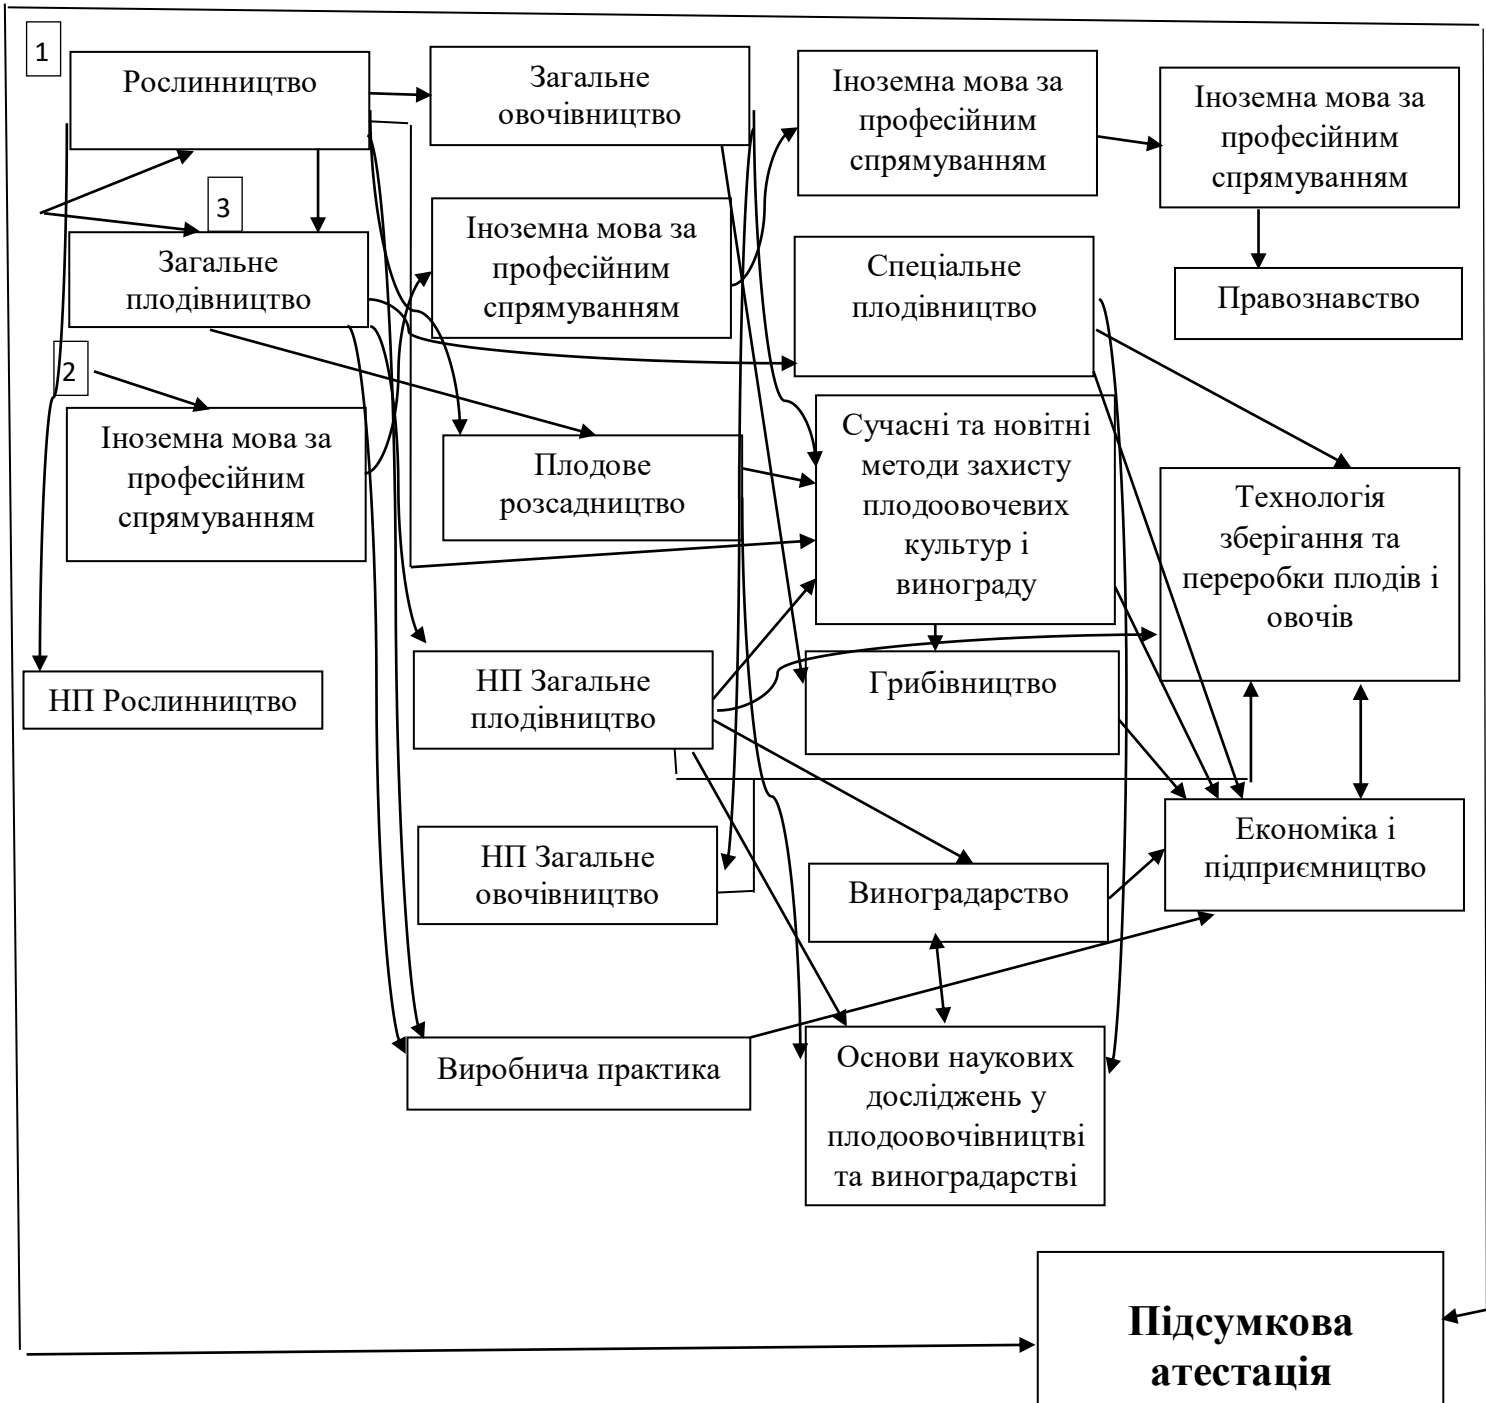 1
Рослинництво
3
Загальне
плодівництво
2
Іноземна мова за
професійним
спрямуванням
НП Рослинництво
Загальне
овочівництво
Іноземна мова за
професійним
спрямуванням
Плодове
розсадництво
НП Загальне
плодівництво
НП Загальне
овочівництво
Виробнича практика
Іноземна мова за
професійним
спрямуванням
Спеціальне
плодівництво
Сучасні та новітні
методи захисту
плодоовочевих
культур і
винограду
Грибівництво
Виноградарство
Основи наукових
досліджень у
плодоовочівництві
та виноградарстві
Іноземна мова за
професійним
спрямуванням
Правознавство
Технологія
зберігання та
переробки плодів і
овочів
Економіка і
підприємництво
Підсумкова
атестація